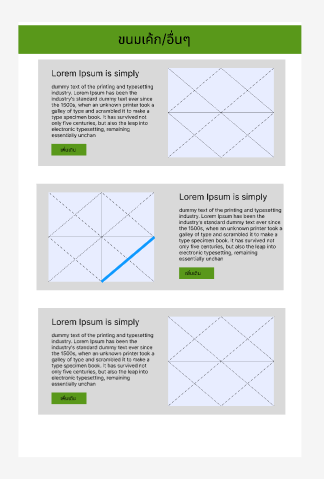 ขนมเค้ก/อื่นๆ
Lorem Ipsum is simply
dummy text of the printing and typesetting
industry. Lorem Ipsum has been the
industry's standard dummy text ever since
the 1500s, when an unknown printer took a
galley of type and scrambled it to make a
type specimen book. It has survived not
only five centuries, but also the leap into
electronic typesetting, remaining
essentially unchan
เพิ่มเติม
Lorem Ipsum is simply
dummy text of the printing and typesetting
industry. Lorem Ipsum has been the
industry's standard dummy text ever since
the 1500s, when an unknown printer took a
galley of type and scrambled it to make a
type specimen book. It has survived not
only five centuries, but also the leap into
electronic typesetting, remaining
essentially unchan
เพิ่มเติม
Lorem Ipsum is simply
dummy text of the printing and typesetting
industry. Lorem Ipsum has been the
industry's standard dummy text ever since
the 1500s, when an unknown printer took a
galley of type and scrambled it to make a
type specimen book. It has survived not
only five centuries, but also the leap into
electronic typesetting, remaining
essentially unchan
เพิ่มเติม